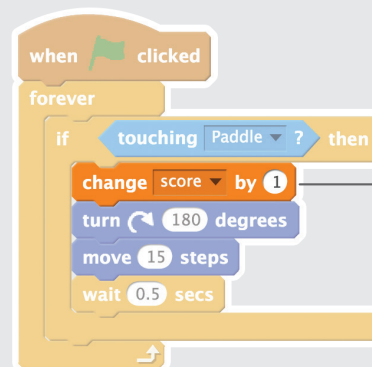 when clicked
forever
if touching Paddle ? then
change score by 1
turn 180 degrees
move 15 steps
wait 0.5 secs